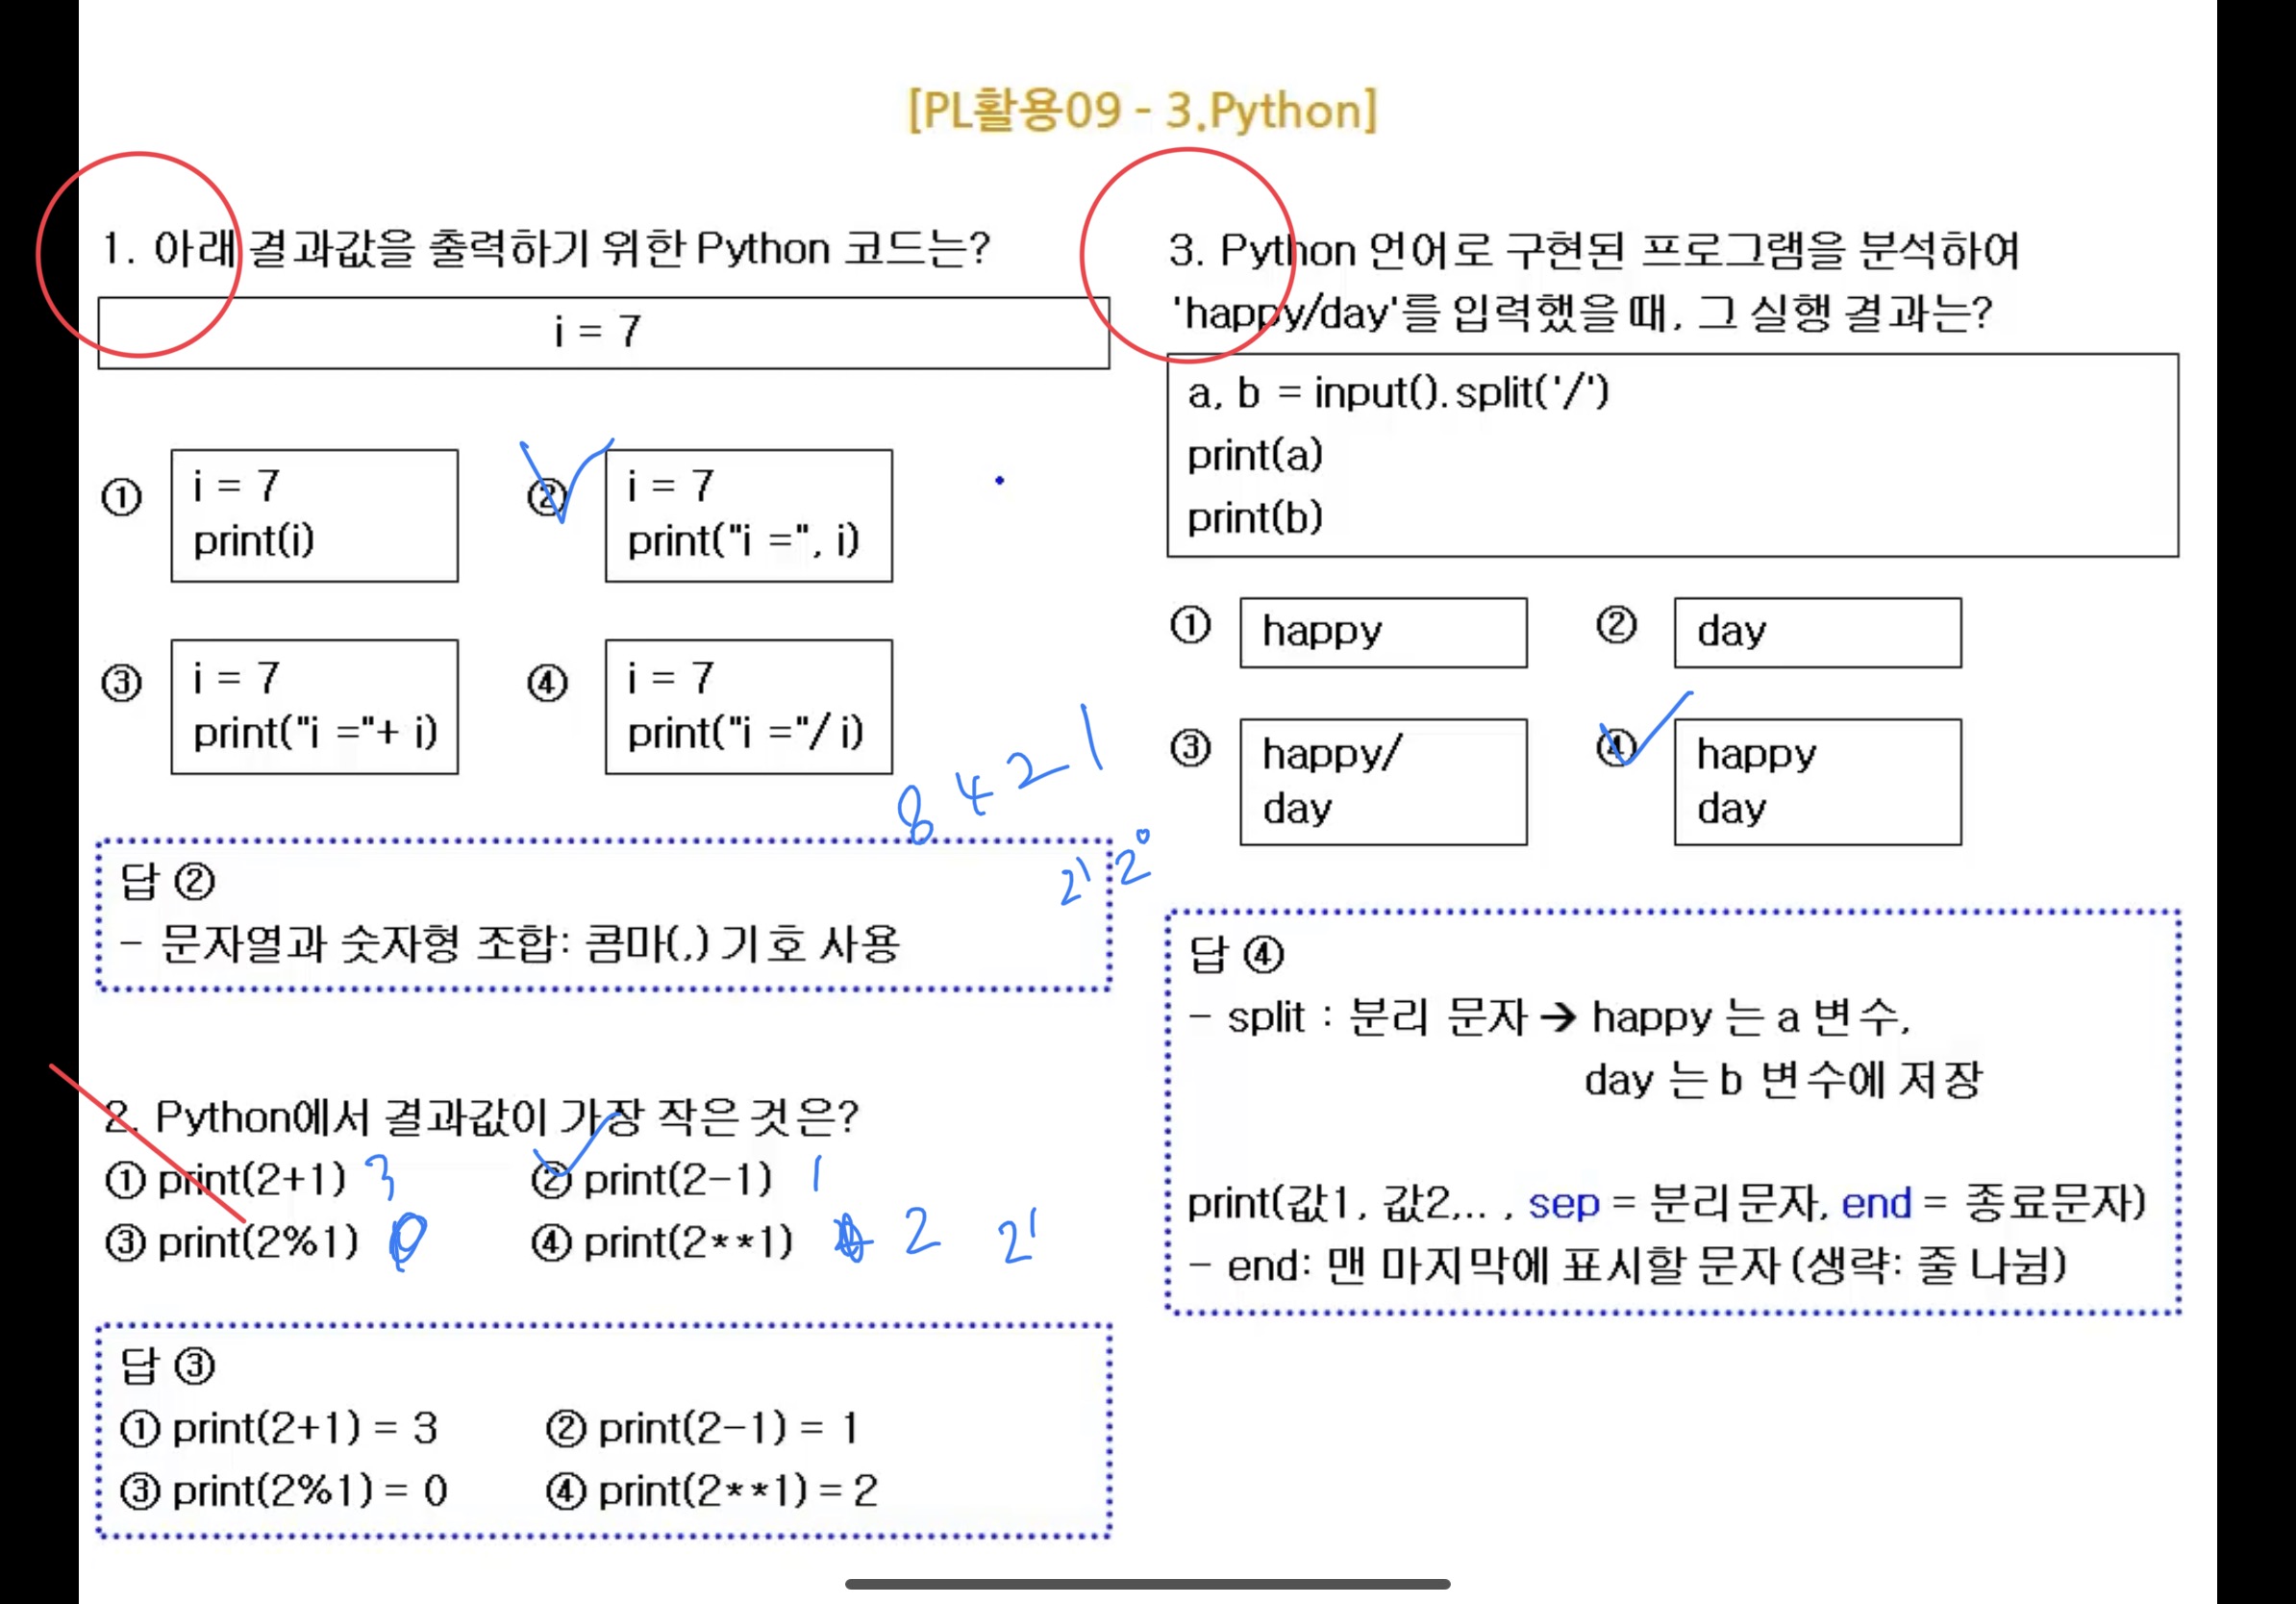 [PL활용09 - 3.Python]
1. 아래 결과값을 출력하기 위한 Python 코드는?
i = 7
① i = 7
print(i)
② i = 7
print("i =", i)
③ i = 7
print("i ="+ i)
④ i = 7
print("i ="/ i)
8 4 2 1
2¹ 2⁰
답 ②
- 문자열과 숫자형 조합: 콤마(,) 기호 사용
2. Python에서 결과값이 가장 작은 것은?
① print(2+1) 3 ② print(2-1) 1
③ print(2%1) 0 ④ print(2**1) 2 2¹
답 ③
① print(2+1) = 3 ② print(2-1) = 1
③ print(2%1) = 0 ④ print(2**1) = 2
3. Python 언어로 구현된 프로그램을 분석하여
'happy/day'를 입력했을 때, 그 실행 결과는?
a, b = input().split('/')
print(a)
print(b)
① happy ② day
③ happy/
day
④ happy
day
답 ④
- split : 분리 문자 → happy 는 a 변수,
day 는 b 변수에 저장
print(값1, 값2,.. , sep = 분리 문자, end = 종료문자)
- end: 맨 마지막에 표시할 문자 (생략: 줄 나뉨)